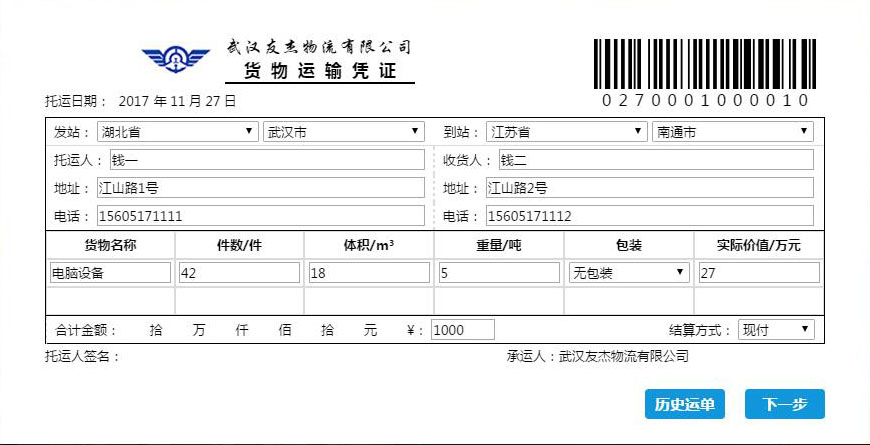 武汉友杰物流有限公司
货物运输凭证
托运日期： 2017 年 11 月 27 日
0270001000010
发站： 湖北省 武汉市 到站： 江苏省 南通市
托运人： 钱一 收货人： 钱二
地址： 江山路1号 地址： 江山路2号
电话： 15605171111 电话： 15605171112
货物名称 件数/件 体积/m³ 重量/吨 包装 实际价值/万元
电脑设备 42 18 5 无包装 27
合计金额： 拾 万 仟 佰 拾 元 ¥： 1000 结算方式： 现付
托运人签名： 承运人：武汉友杰物流有限公司
历史运单 下一步